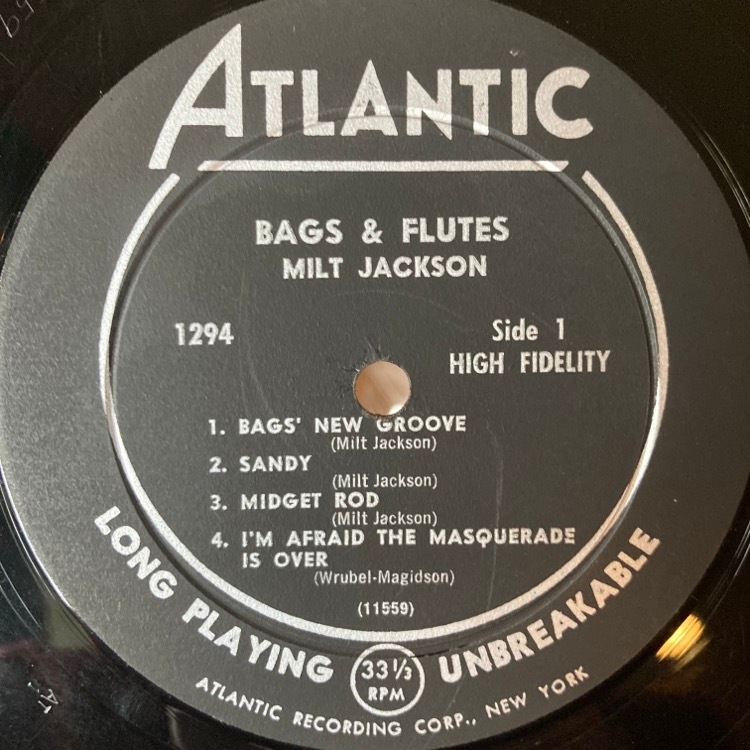 ATLANTIC
BAGS & FLUTES
MILT JACKSON
1294
Side 1
HIGH FIDELITY
1. BAGS' NEW GROOVE
(Milt Jackson)
2. SANDY
(Milt Jackson)
3. MIDGET ROD
(Milt Jackson)
4. I'M AFRAID THE MASQUERADE
IS OVER
(Wrubel-Magidson)
(11559)
LONG PLAYING 33 1/3 RPM UNBREAKABLE
ATLANTIC RECORDING CORP., NEW YORK